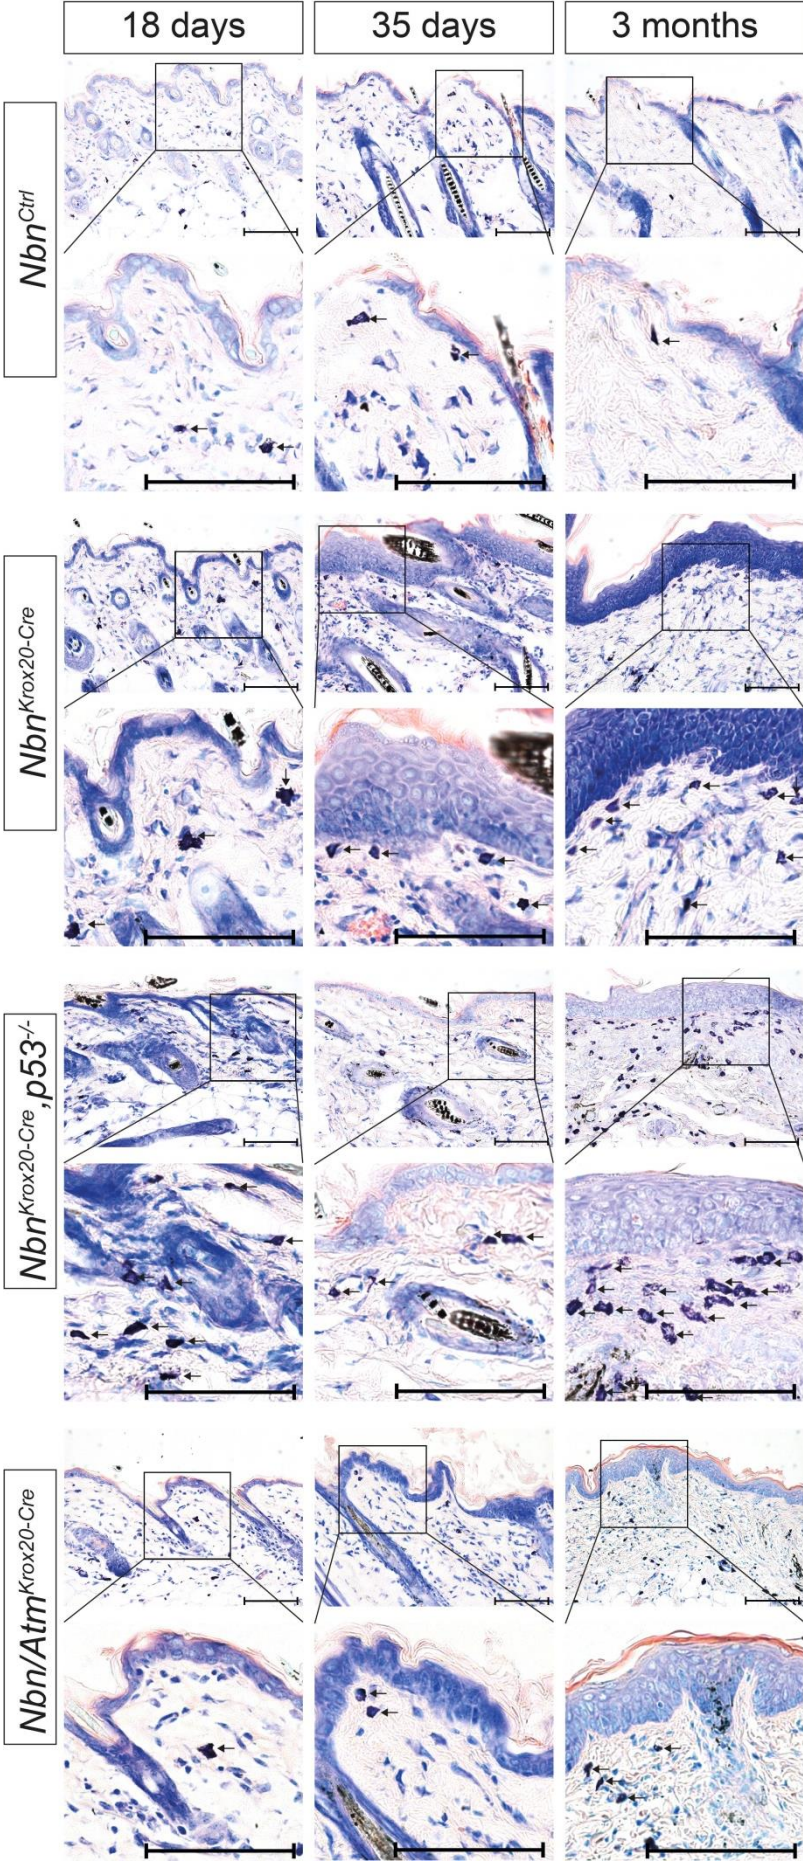 18 days
35 days
3 months
Nbn^Ctrl
Nbn^Krox20-Cre
Nbn^Krox20-Cre,p53^-/-
Nbn/Atm^Krox20-Cre